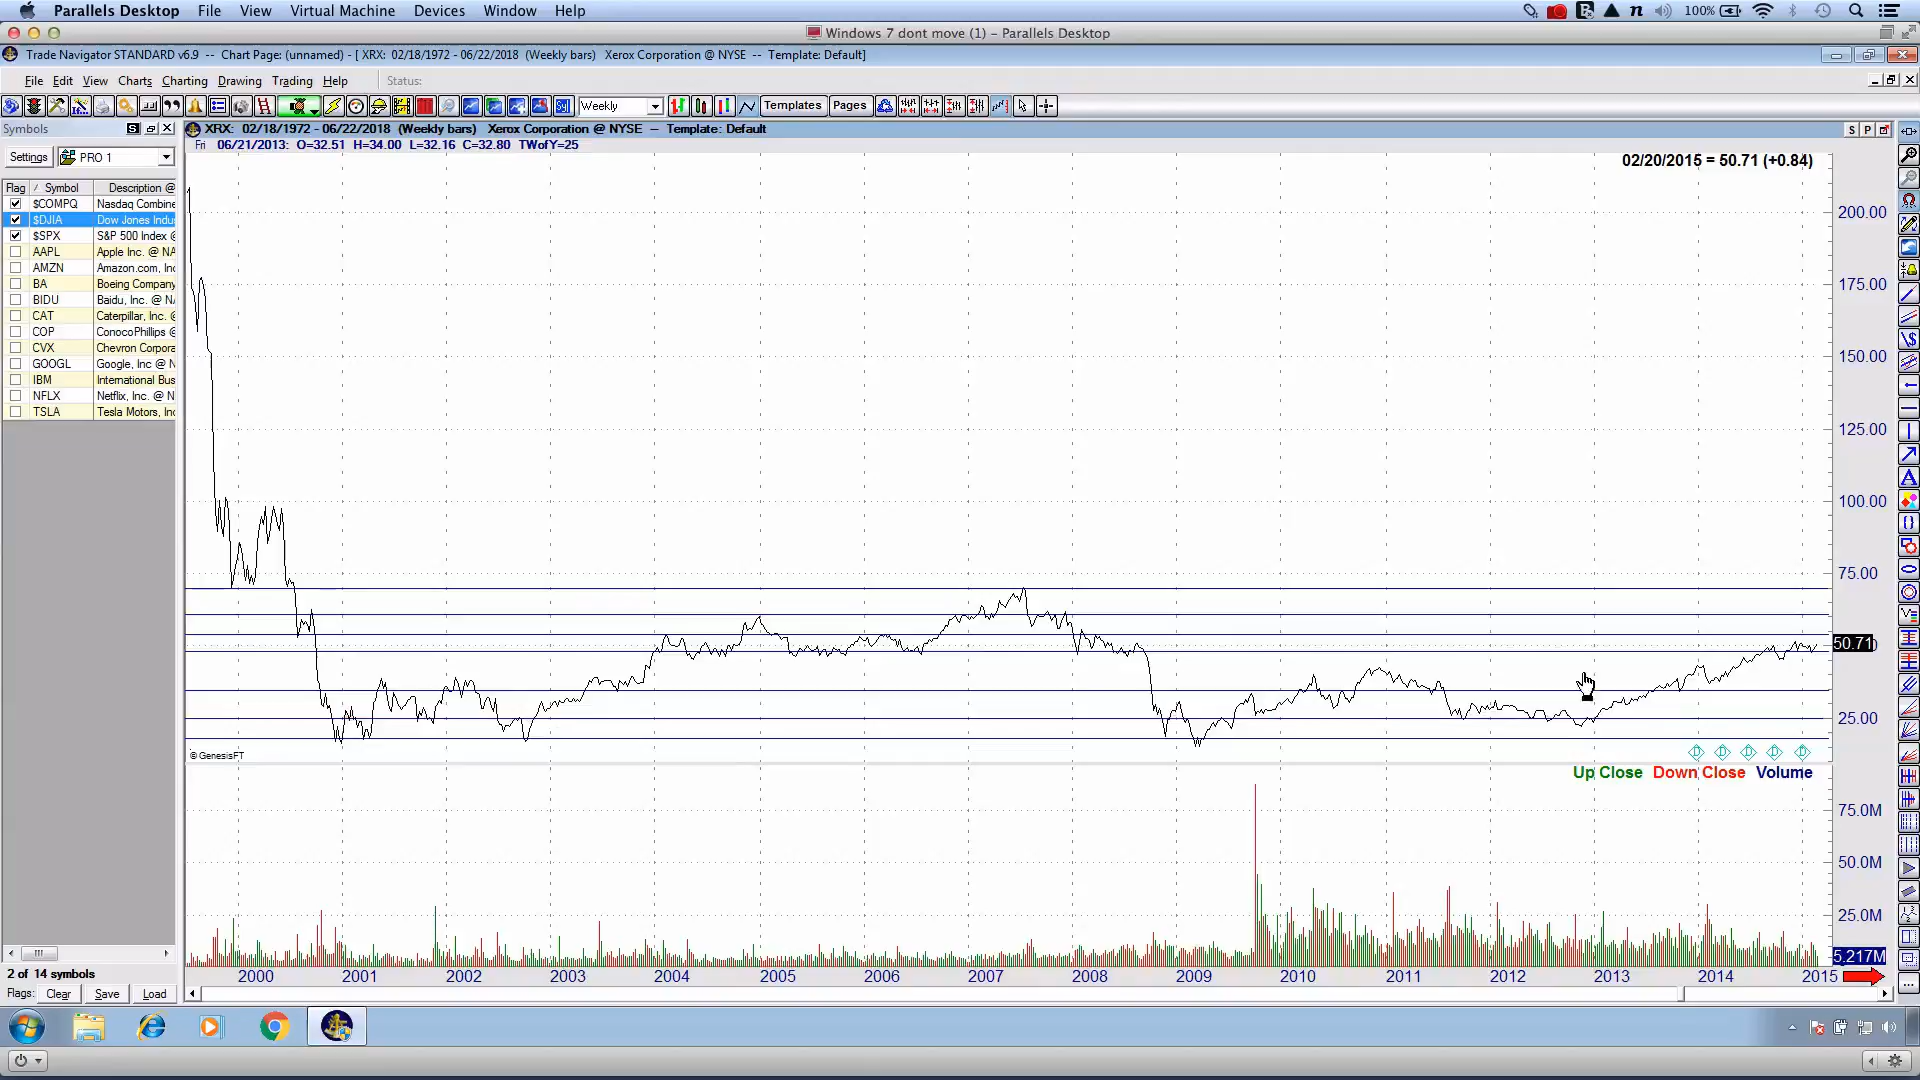 Parallels Desktop File View Virtual Machine Devices Window Help 100%
Windows 7 dont move (1) - Parallels Desktop
Trade Navigator STANDARD v6.9 -- Chart Page: (unnamed) - [ XRX: 02/18/1972 - 06/22/2018 (Weekly bars) Xerox Corporation @ NYSE -- Template: Default]
File Edit View Charts Charting Drawing Trading Help Status:
Weekly Templates Pages
Symbols S
XRX: 02/18/1972 - 06/22/2018 (Weekly bars) Xerox Corporation @ NYSE -- Template: Default S P
Fri 06/21/2013: O=32.51 H=34.00 L=32.16 C=32.80 TWofY=25
Settings PRO 1
02/20/2015 = 50.71 (+0.84)
Flag Symbol Description @
$COMPQ Nasdaq Combine
$DJIA Dow Jones Indu
$SPX S&P 500 Index @
AAPL Apple Inc. @ NA
AMZN Amazon.com, Inc
BA Boeing Company
BIDU Baidu, Inc. @ NA
CAT Caterpillar, Inc. @
COP ConocoPhillips @
CVX Chevron Corpora
GOOGL Google, Inc @ N
IBM International Bus
NFLX Netflix, Inc. @ N
TSLA Tesla Motors, Inc
200.00
175.00
150.00
125.00
100.00
75.00
50.71
25.00
© GenesisFT
D D D D D
Up Close Down Close Volume
75.0M
50.0M
25.0M
5.217M
2000 2001 2002 2003 2004 2005 2006 2007 2008 2009 2010 2011 2012 2013 2014 2015
2 of 14 symbols
Flags: Clear Save Load